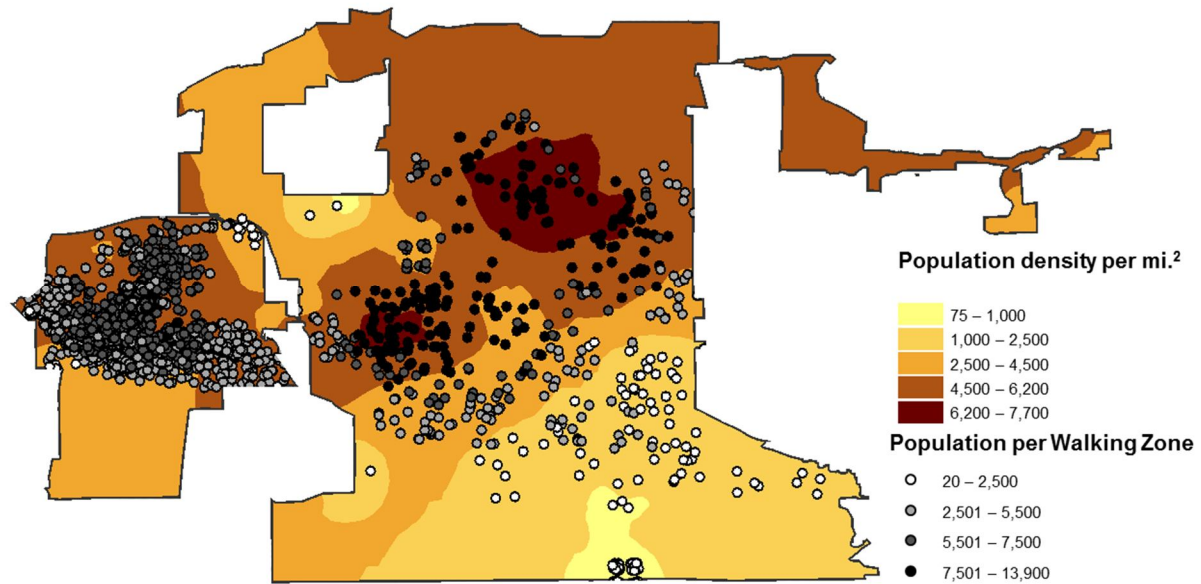 Population density per mi.²
75 – 1,000
1,000 – 2,500
2,500 – 4,500
4,500 – 6,200
6,200 – 7,700
Population per Walking Zone
20 – 2,500
2,501 – 5,500
5,501 – 7,500
7,501 – 13,900